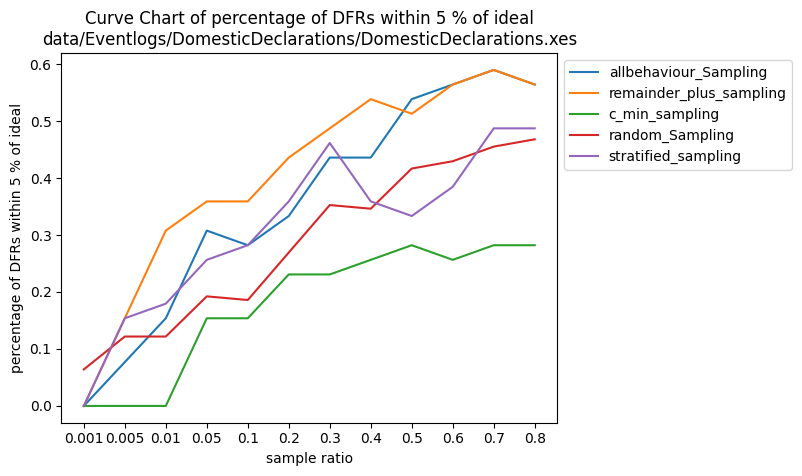 Curve Chart of percentage of DFRs within 5 % of ideal
data/Eventlogs/DomesticDeclarations/DomesticDeclarations.xes
percentage of DFRs within 5 % of ideal
0.6
0.5
0.4
0.3
0.2
0.1
0.0
0.001 0.005 0.01 0.05 0.1 0.2 0.3 0.4 0.5 0.6 0.7 0.8
sample ratio
allbehaviour_Sampling
remainder_plus_sampling
c_min_sampling
random_Sampling
stratified_sampling